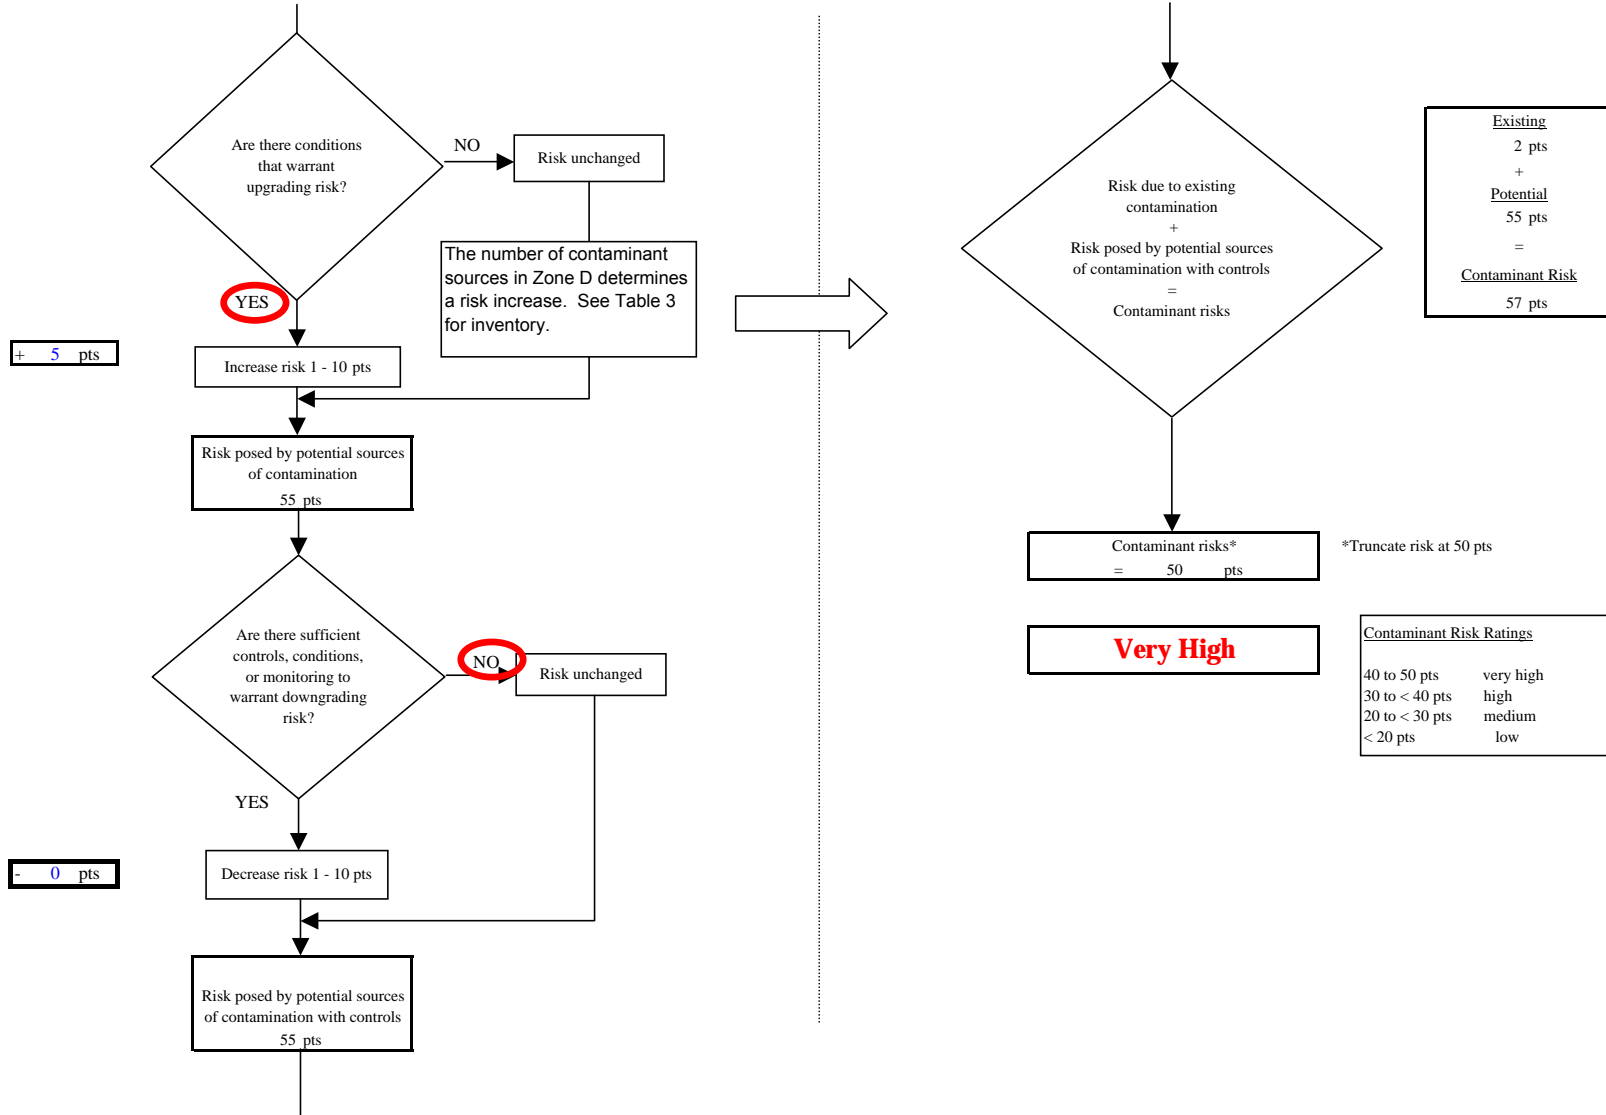 Are there conditions
that warrant
upgrading risk?
NO
Risk unchanged
The number of contaminant
sources in Zone D determines
a risk increase.  See Table 3
for inventory.
YES
+ 5 pts
Increase risk 1 - 10 pts
Risk posed by potential sources
of contamination
55 pts
Are there sufficient
controls, conditions,
or monitoring to
warrant downgrading
risk?
NO
Risk unchanged
YES
- 0 pts
Decrease risk 1 - 10 pts
Risk posed by potential sources
of contamination with controls
55 pts
Risk due to existing
contamination
+
Risk posed by potential sources
of contamination with controls
=
Contaminant risks
Existing
2 pts
+
Potential
55 pts
=
Contaminant Risk
57 pts
Contaminant risks*
= 50 pts
*Truncate risk at 50 pts
Very High
Contaminant Risk Ratings
40 to 50 pts very high
30 to < 40 pts high
20 to < 30 pts medium
< 20 pts low